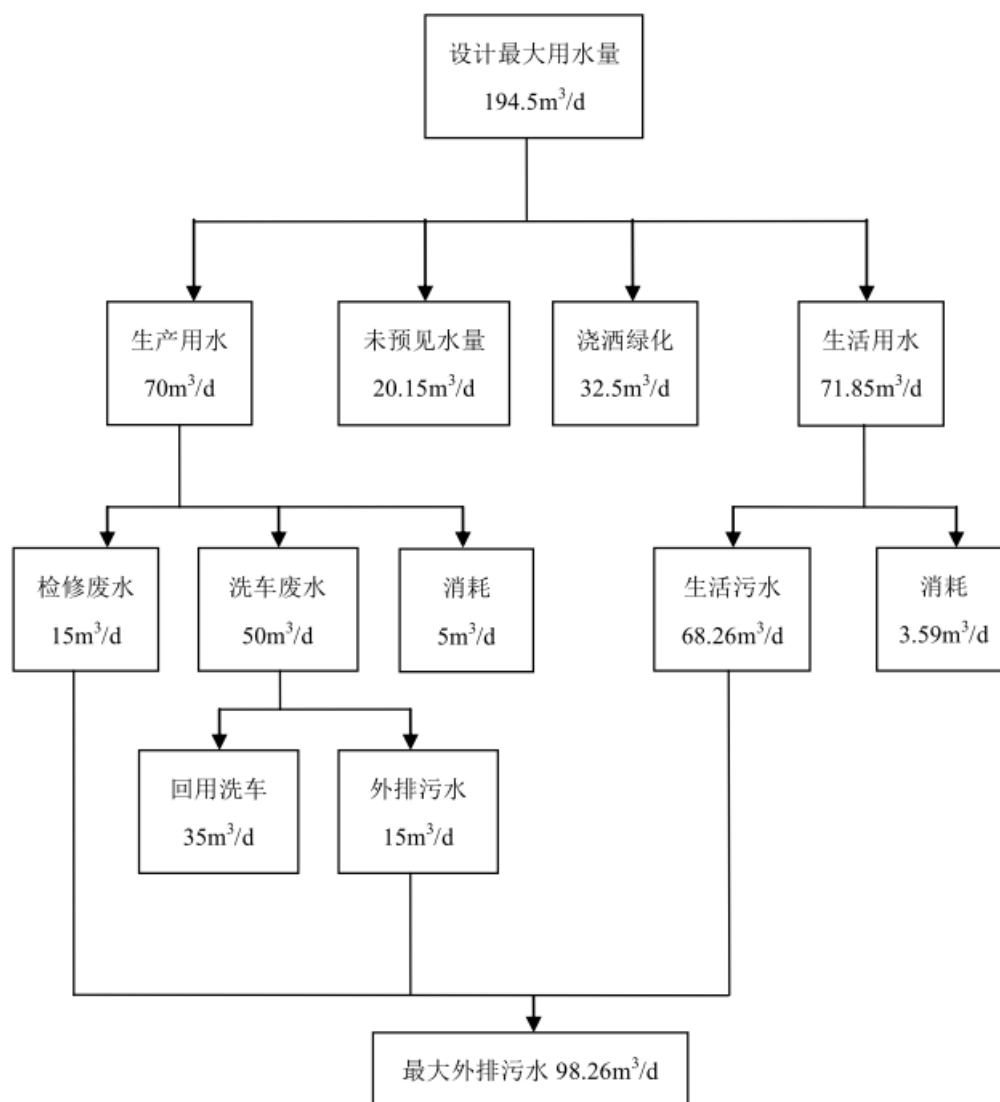 设计最大用水量
194.5m³/d
生产用水
70m³/d
未预见水量
20.15m³/d
浇洒绿化
32.5m³/d
生活用水
71.85m³/d
检修废水
15m³/d
洗车废水
50m³/d
消耗
5m³/d
生活污水
68.26m³/d
消耗
3.59m³/d
回用洗车
35m³/d
外排污水
15m³/d
最大外排污水 98.26m³/d